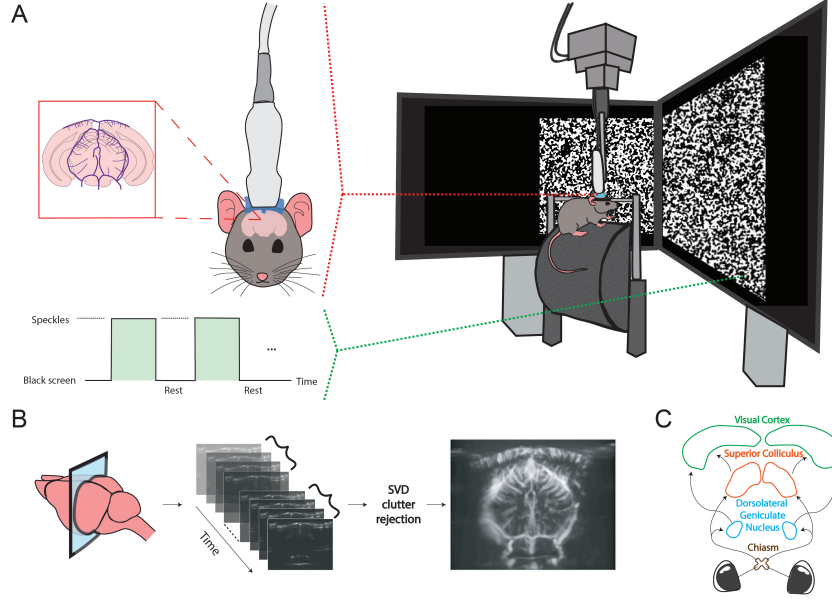 A
Speckles
...
Black screen
Rest
Rest
Time
B
Time
SVD
clutter
rejection
C
Visual Cortex
Superior Colliculus
Dorsolateral
Geniculate
Nucleus
Chiasm